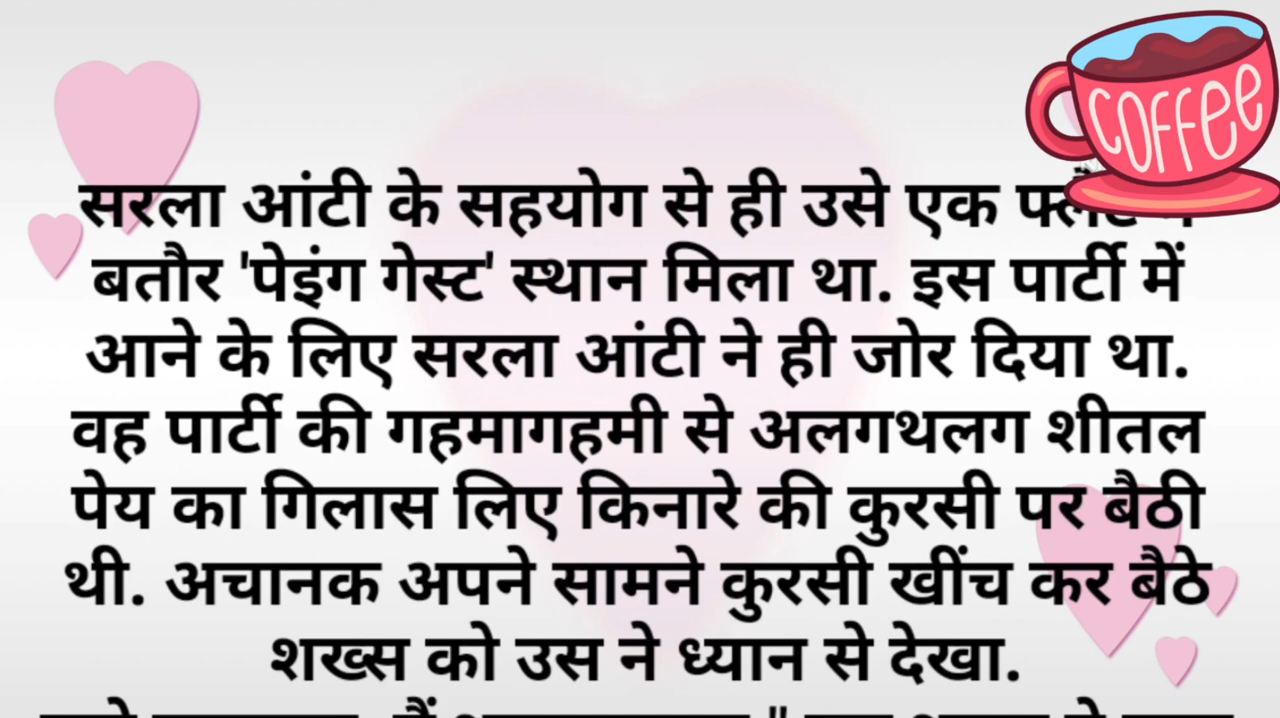 COFFEE
सरला आंटी के सहयोग से ही उसे एक
बतौर 'पेइंग गेस्ट' स्थान मिला था. इस पार्टी में
आने के लिए सरला आंटी ने ही जोर दिया था.
वह पार्टी की गहमागहमी से अलगथलग शीतल
पेय का गिलास लिए किनारे की कुरसी पर बैठी
थी. अचानक अपने सामने कुरसी खींच कर बैठे
शख्स को उस ने ध्यान से देखा.